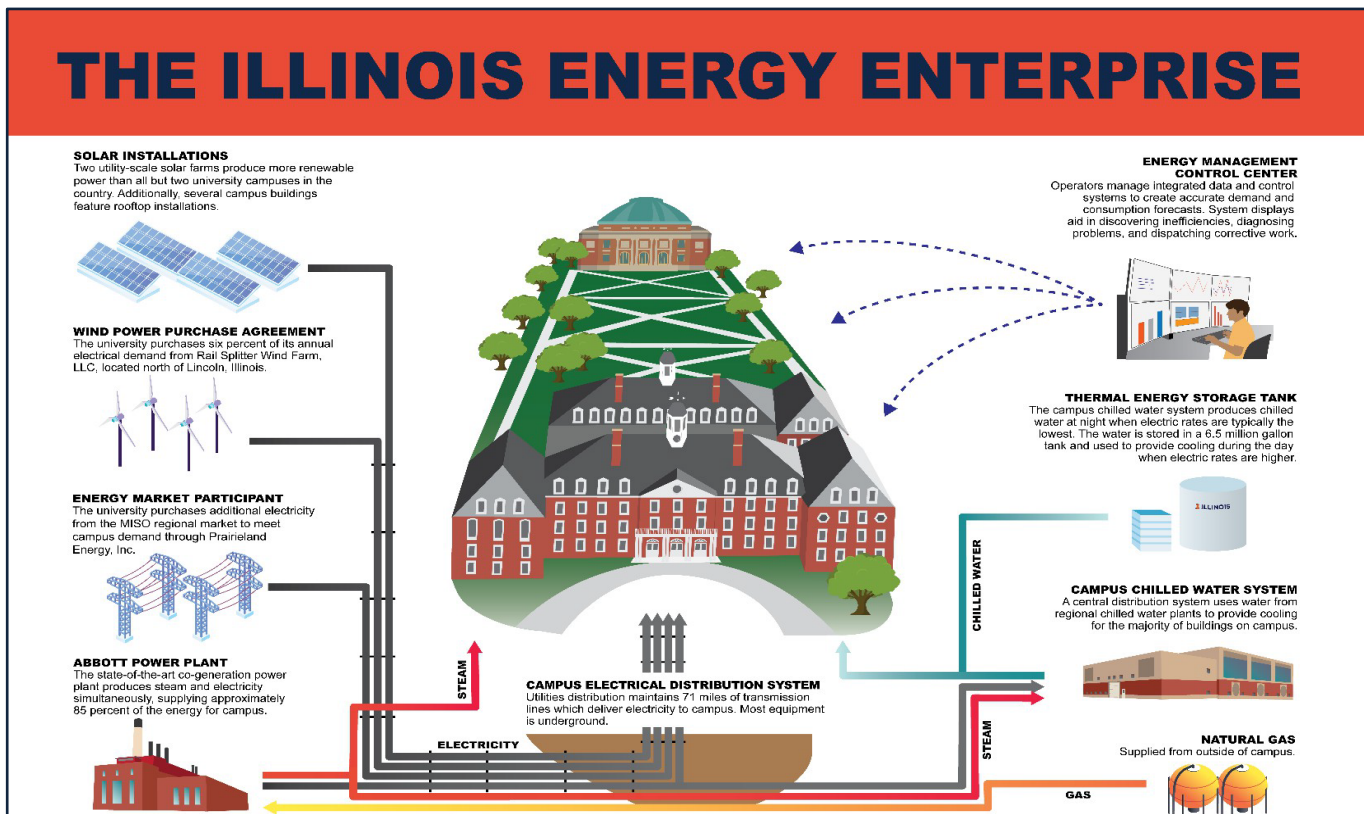 THE ILLINOIS ENERGY ENTERPRISE
SOLAR INSTALLATIONS
Two utility-scale solar farms produce more renewable
power than all but two university campuses in the
country. Additionally, several campus buildings
feature rooftop installations.
WIND POWER PURCHASE AGREEMENT
The university purchases six percent of its annual
electrical demand from Rail Splitter Wind Farm,
LLC, located north of Lincoln, Illinois.
ENERGY MARKET PARTICIPANT
The university purchases additional electricity
from the MISO regional market to meet
campus demand through Prairieland
Energy, Inc.
ABBOTT POWER PLANT
The state-of-the-art co-generation power
plant produces steam and electricity
simultaneously, supplying approximately
85 percent of the energy for campus.
ELECTRICITY
STEAM
CAMPUS ELECTRICAL DISTRIBUTION SYSTEM
Utilities distribution maintains 71 miles of transmission
lines which deliver electricity to campus. Most equipment
is underground.
ENERGY MANAGEMENT
CONTROL CENTER
Operators manage integrated data and control
systems to create accurate demand and
consumption forecasts. System displays
aid in discovering inefficiencies, diagnosing
problems, and dispatching corrective work.
THERMAL ENERGY STORAGE TANK
The campus chilled water system produces chilled
water at night when electric rates are typically the
lowest. The water is stored in a 6.5 million gallon
tank and used to provide cooling during the day
when electric rates are higher.
ILLINOIS
CHILLED WATER
CAMPUS CHILLED WATER SYSTEM
A central distribution system uses water from
regional chilled water plants to provide cooling
for the majority of buildings on campus.
STEAM
NATURAL GAS
Supplied from outside of campus.
GAS